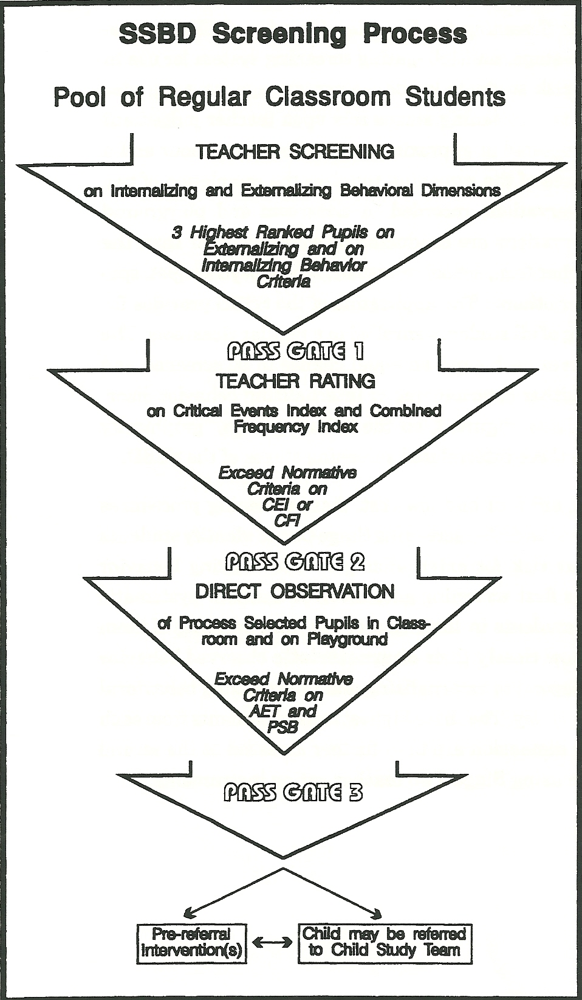 SSBD Screening Process
Pool of Regular Classroom Students
TEACHER SCREENING
on Internalizing and Externalizing Behavioral Dimensions
3 Highest Ranked Pupils on
Externalizing and on
Internalizing Behavior
Criteria
PASS GATE 1
TEACHER RATING
on Critical Events Index and Combined
Frequency Index
Exceed Normative
Criteria on
CEI or
CFI
PASS GATE 2
DIRECT OBSERVATION
of Process Selected Pupils in Class-
room and on Playground
Exceed Normative
Criteria on
AET and
PSB
PASS GATE 3
Pre-referral
Intervention(s)
Child may be referred
to Child Study Team